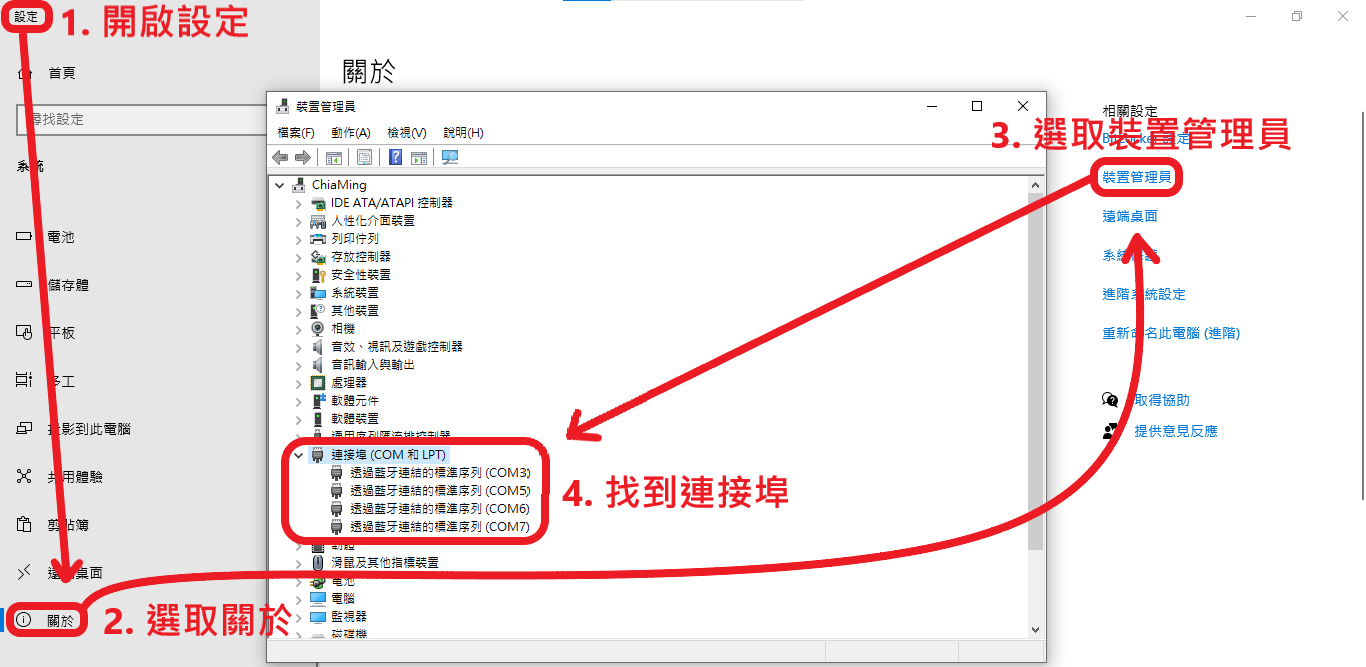 設定
1. 開啟設定
首頁
尋找設定
系統
電池
儲存體
平板
多工
投影到此電腦
共用體驗
剪貼簿
遠端桌面
關於
2. 選取關於
關於
裝置管理員
檔案(F) 動作(A) 檢視(V) 說明(H)
ChiaMing
IDE ATA/ATAPI 控制器
人性化介面裝置
列印佇列
存放控制器
安全性裝置
系統裝置
其他裝置
相機
音效、視訊及遊戲控制器
音訊輸入與輸出
處理器
軟體元件
軟體裝置
通用序列匯流排控制器
連接埠 (COM 和 LPT)
透過藍牙連結的標準序列 (COM3)
透過藍牙連結的標準序列 (COM5)
透過藍牙連結的標準序列 (COM6)
透過藍牙連結的標準序列 (COM7)
4. 找到連接埠
韌體
滑鼠及其他指標裝置
電池
電腦
監視器
磁碟機
相關設定
BitLocker 設定
3. 選取裝置管理員
裝置管理員
遠端桌面
系統保護
進階系統設定
重新命名此電腦 (進階)
取得協助
提供意見反應